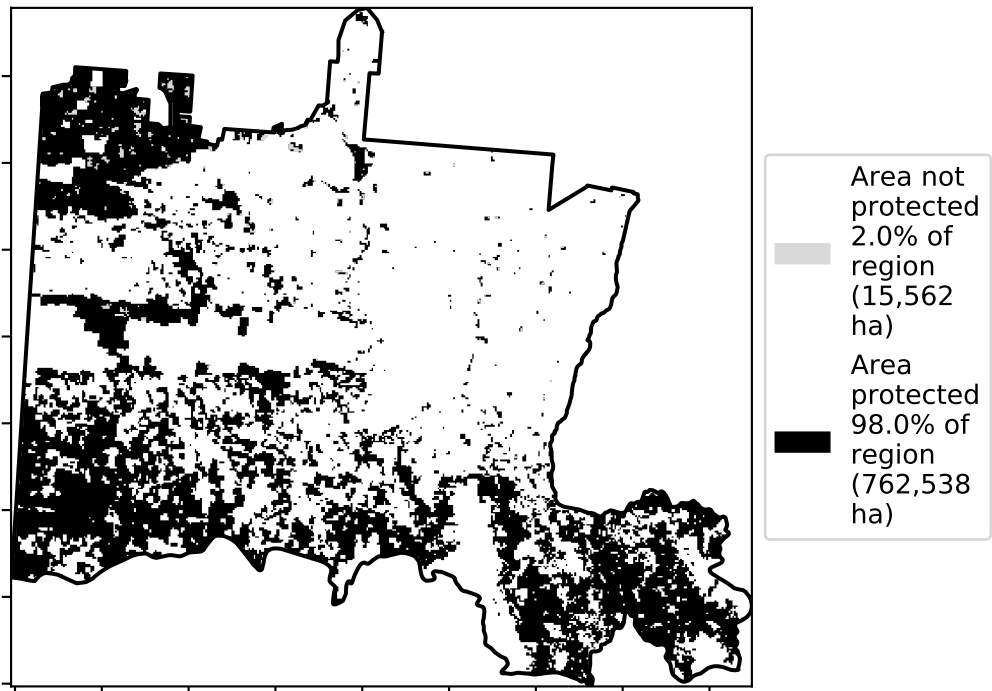 Area not
protected
2.0% of
region
(15,562
ha)
Area
protected
98.0% of
region
(762,538
ha)